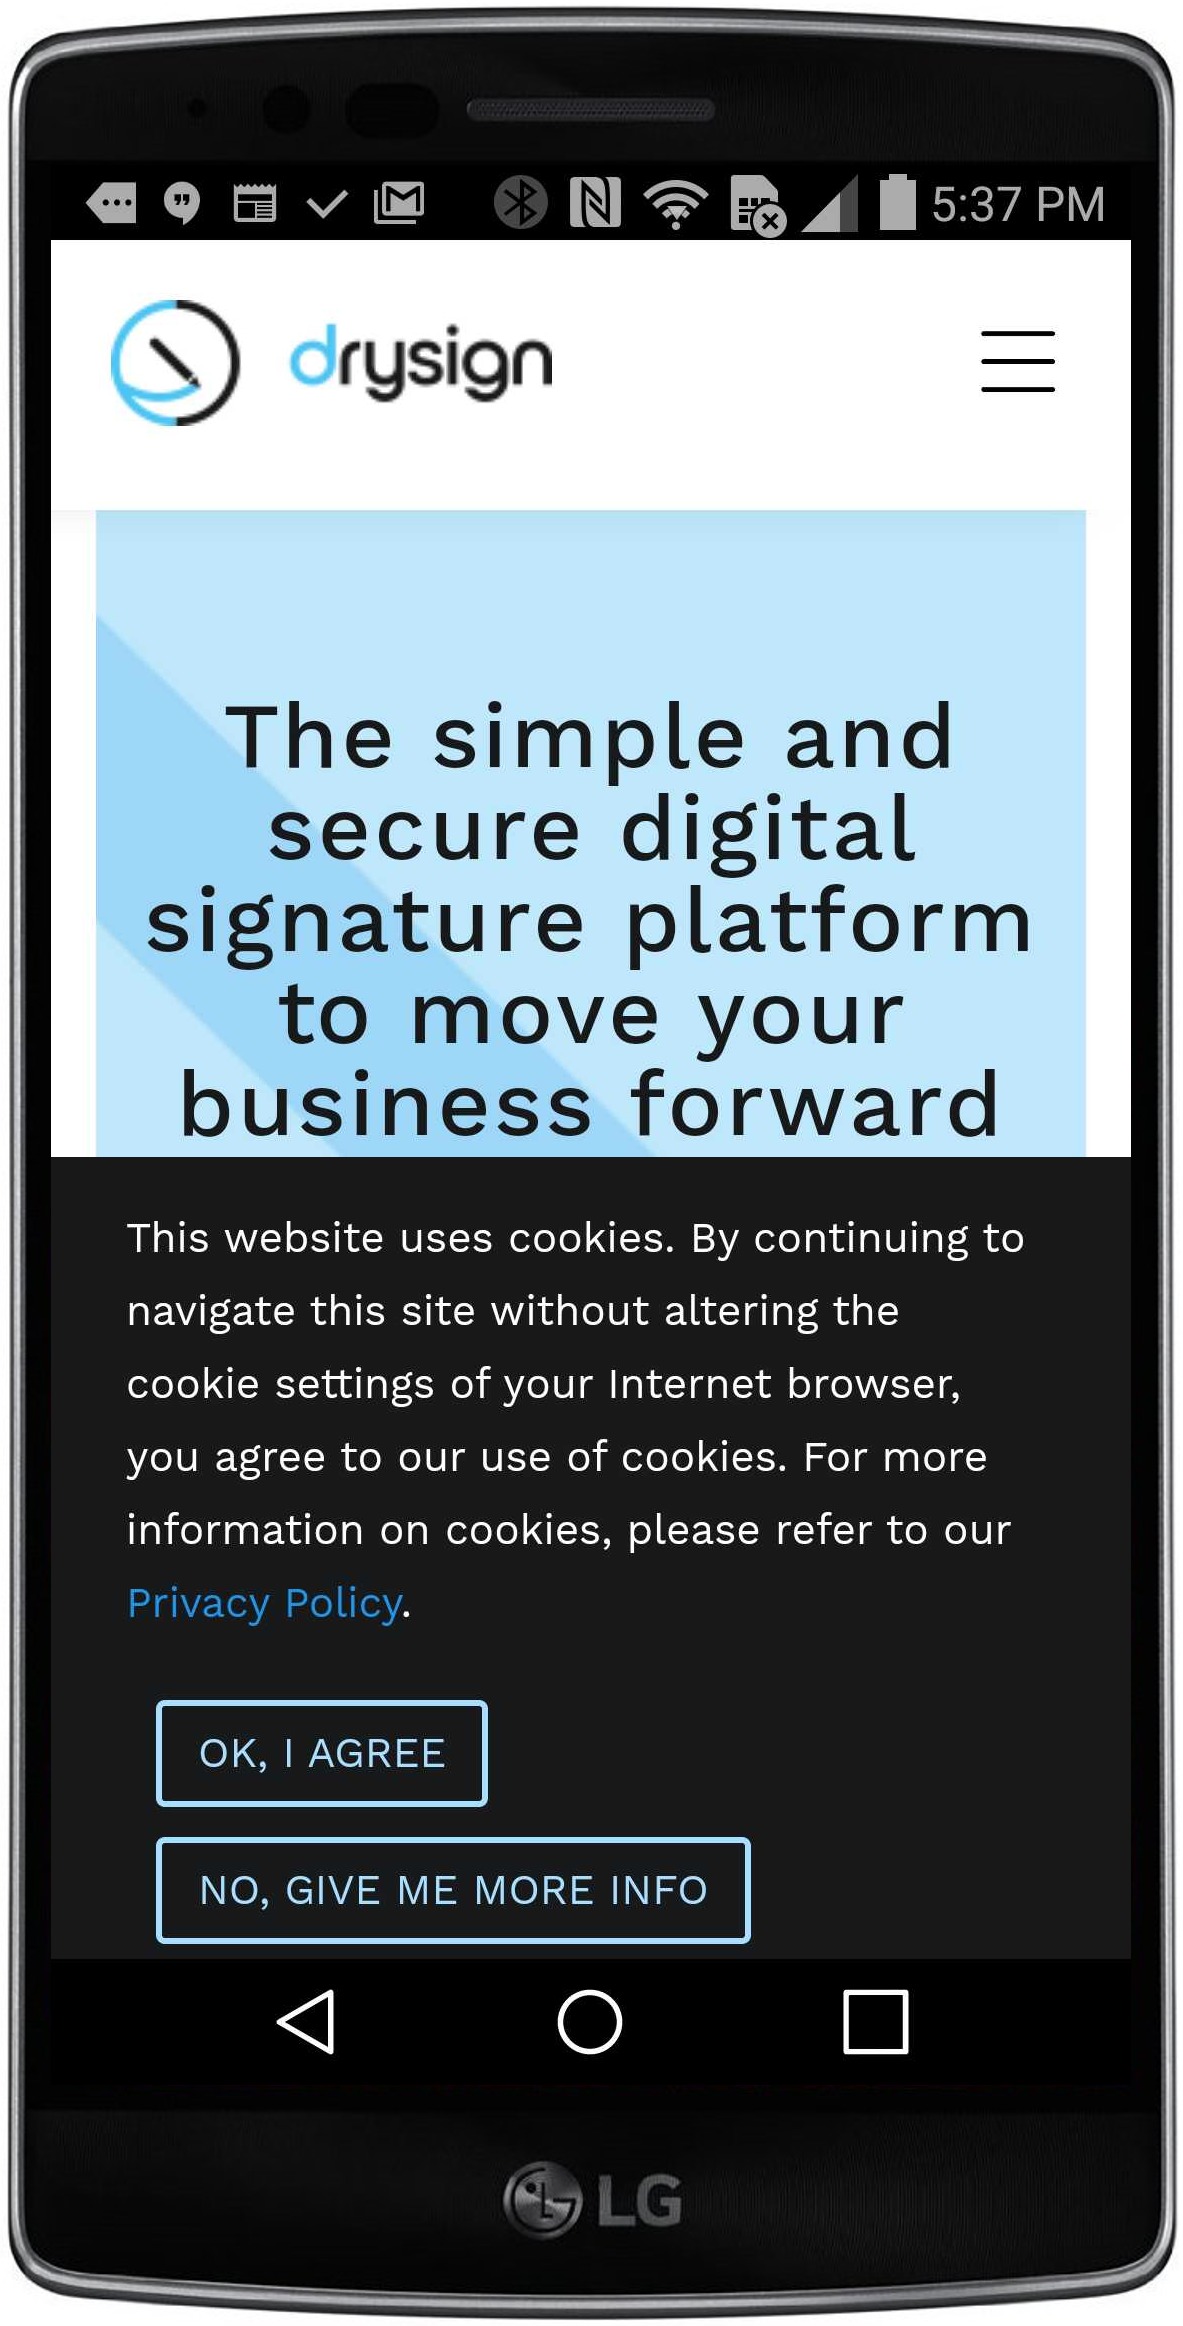 5:37 PM
drysign
The simple and
secure digital
signature platform
to move your
business forward
This website uses cookies. By continuing to
navigate this site without altering the
cookie settings of your Internet browser,
you agree to our use of cookies. For more
information on cookies, please refer to our
Privacy Policy.
OK, I AGREE
NO, GIVE ME MORE INFO
LG